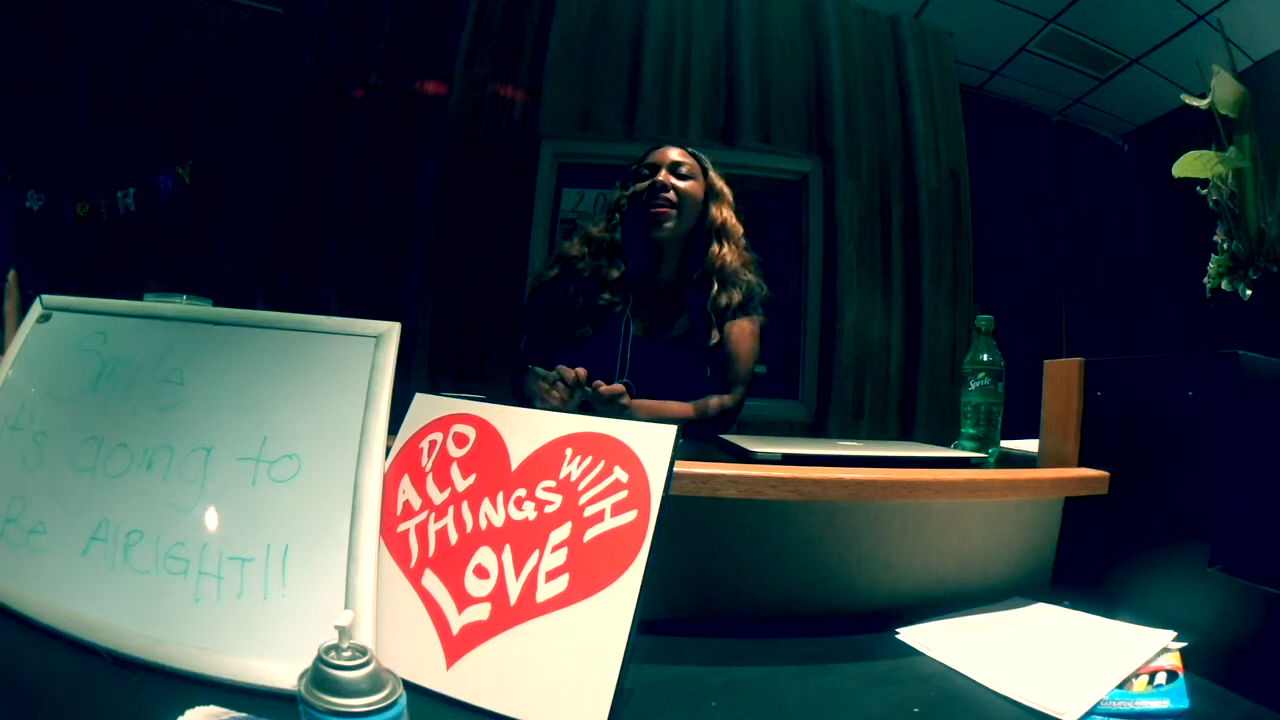 Smile
It's going to
Be AlRIGHT!!
DO
ALL
THINGS
WITH
LOVE
Sprite